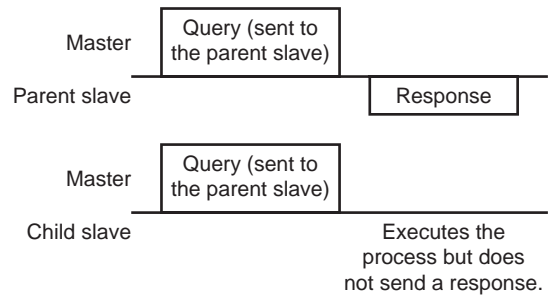 Master
Query (sent to
the parent slave)
Parent slave
Response
Master
Query (sent to
the parent slave)
Child slave
Executes the
process but does
not send a response.